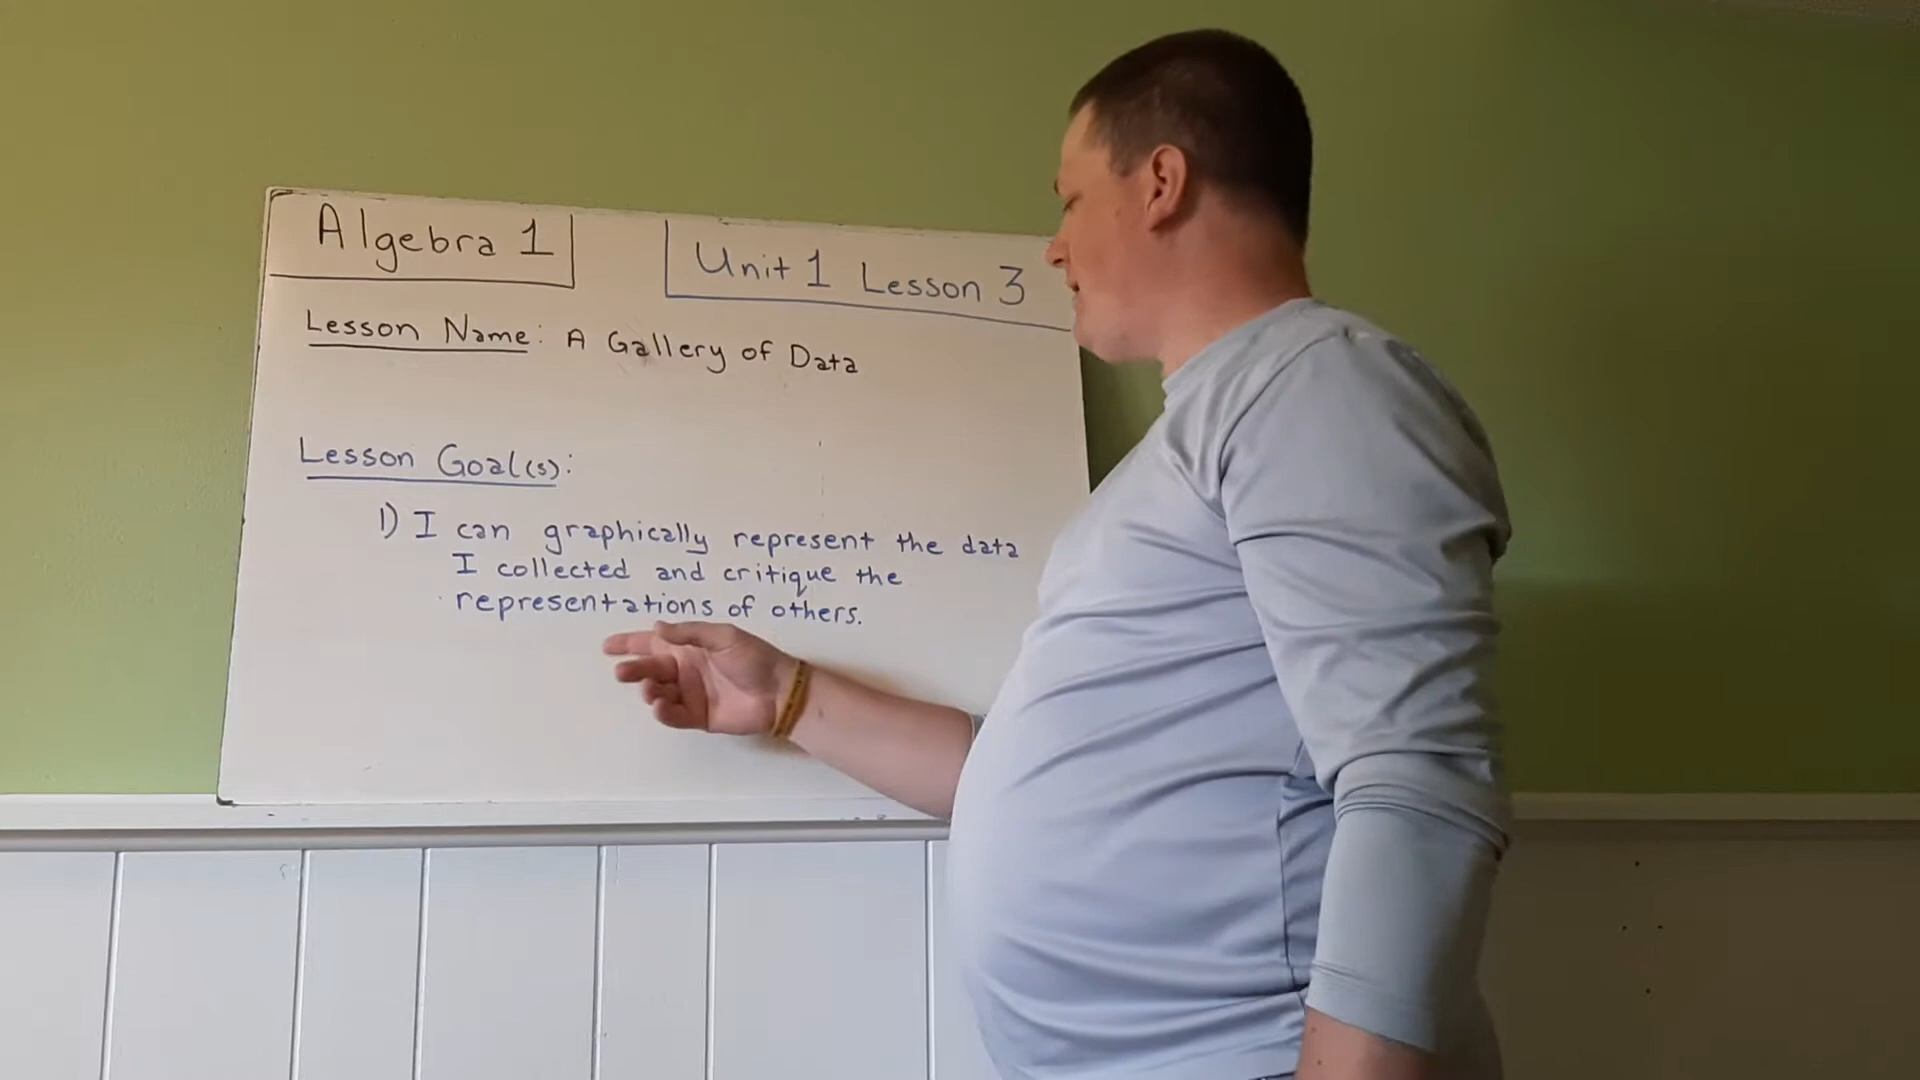 Algebra 1
Unit 1 Lesson 3
Lesson Name: A Gallery of Data
Lesson Goal(s):
1) I can graphically represent the data
I collected and critique the
representations of others.